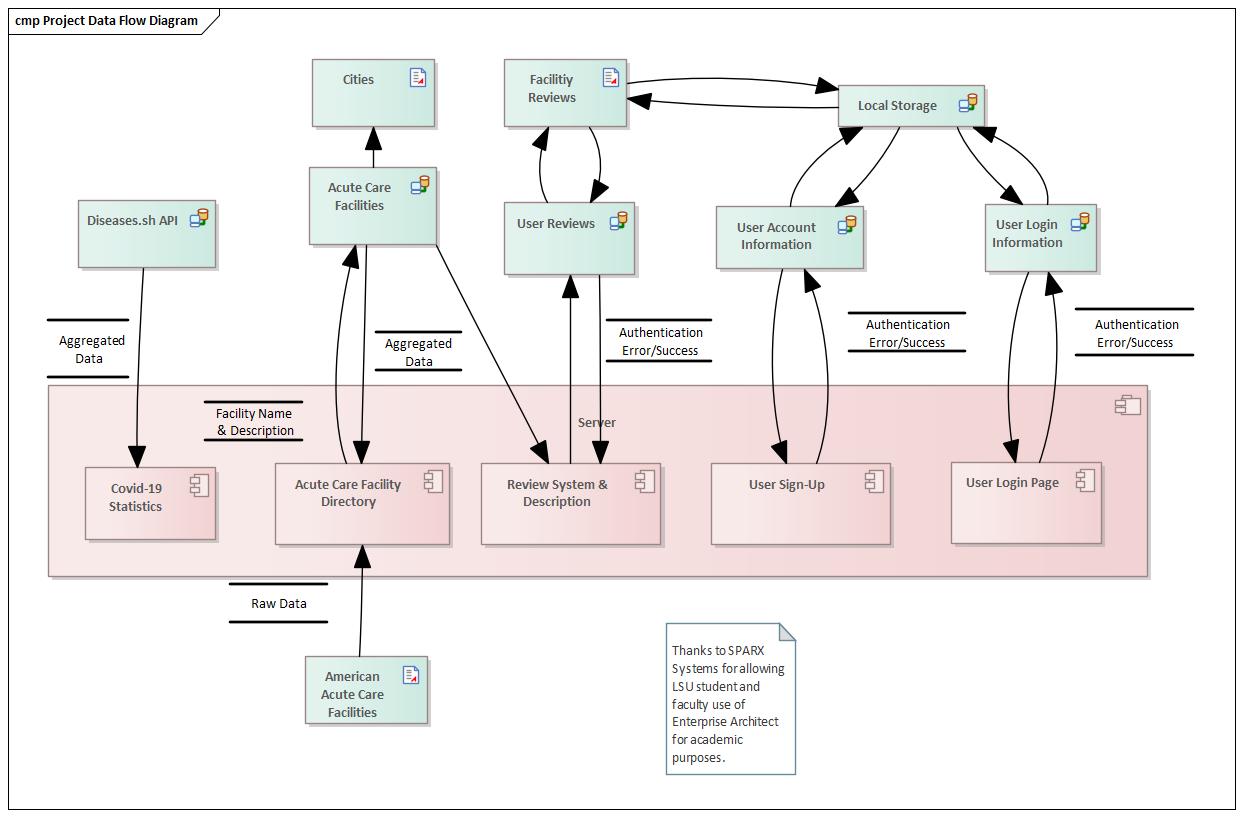 cmp Project Data Flow Diagram
Cities
Facilitiy
Reviews
Local Storage
Acute Care
Facilities
Diseases.sh API
User Reviews
User Account
Information
User Login
Information
Aggregated
Data
Aggregated
Data
Authentication
Error/Success
Authentication
Error/Success
Authentication
Error/Success
Facility Name
& Description
Server
Covid-19
Statistics
Acute Care Facility
Directory
Review System &
Description
User Sign-Up
User Login Page
Raw Data
American
Acute Care
Facilities
Thanks to SPARX
Systems for allowing
LSU student and
faculty use of
Enterprise Architect
for academic
purposes.